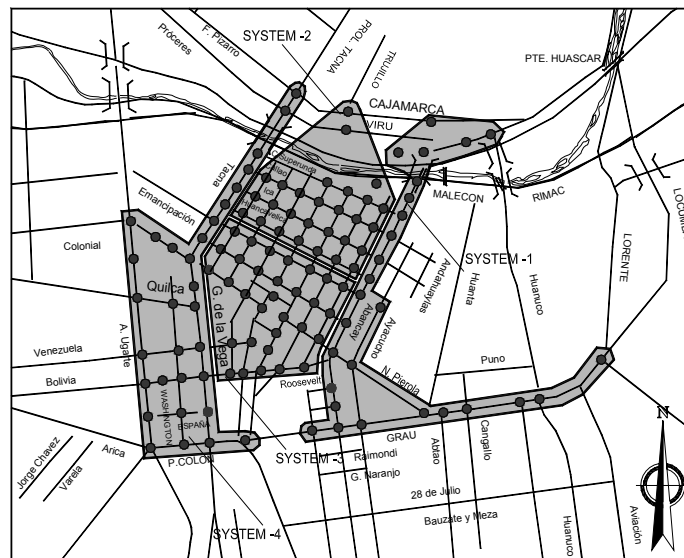 Próceres
F. Pizarro
SYSTEM -2
PROL. TACNA
TRUJILLO
PTE. HUASCAR
CAJAMARCA
VIRU
Tacna
Superunda
Ica
Huancavelica
MALECON
RIMAC
LORENTE
Emancipación
SYSTEM -1
Colonial
Quilca
G. de la Vega
Abancay
Andahuaylas
Ayacucho
Huanta
Huanuco
A. Ugarte
Venezuela
Bolivia
Roosevelt
N. Pierola
Puno
WASHINGTON
ESPAÑA
GRAU
Abtao
Cangallo
N
Arica
P.COLON
SYSTEM -3
Raimondi
G. Naranjo
Jorge Chavez
Varela
28 de Julio
Bauzate y Meza
Huanuco
Aviación
SYSTEM -4